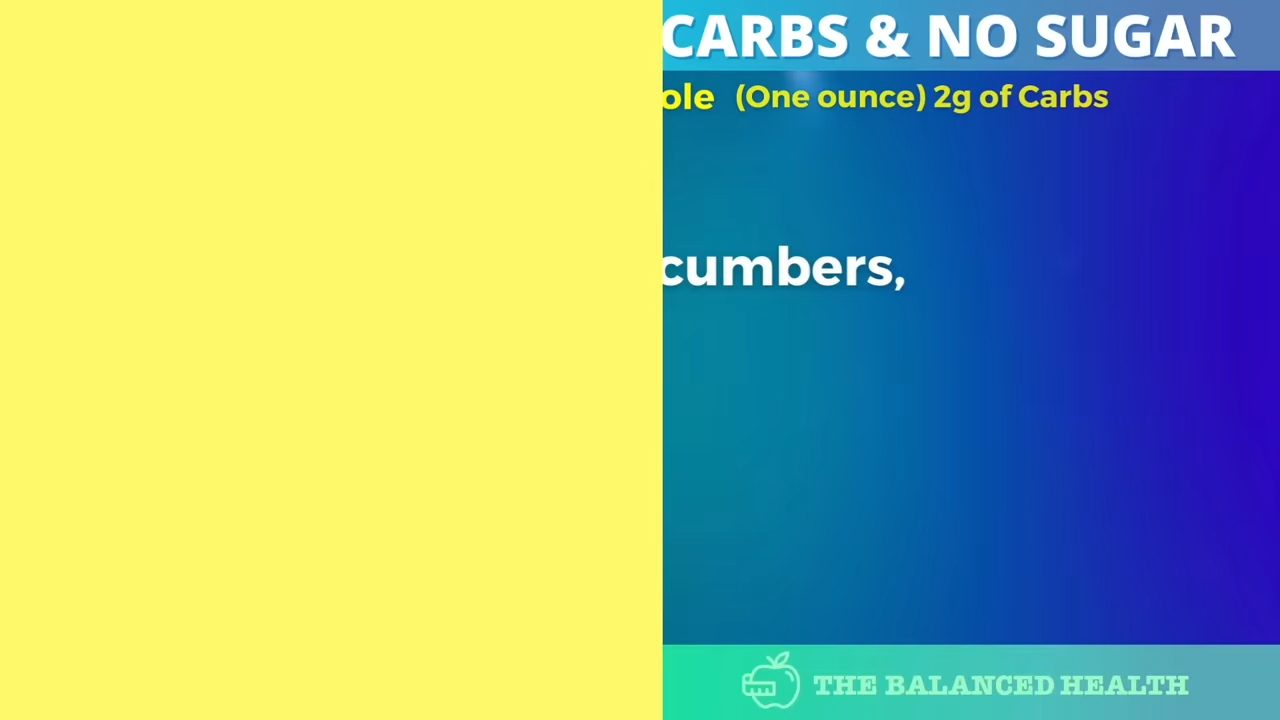 CARBS & NO SUGAR
ole (One ounce) 2g of Carbs
cumbers,
THE BALANCED HEALTH